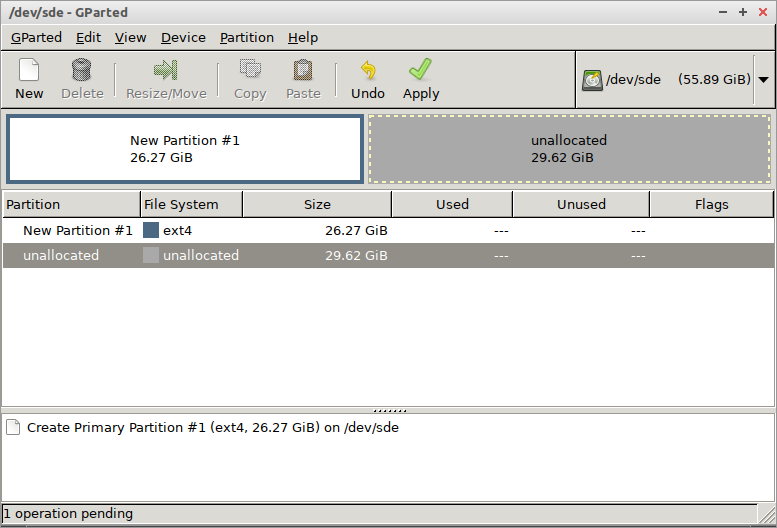 /dev/sde - GParted
GParted Edit View Device Partition Help
New Delete Resize/Move Copy Paste Undo Apply /dev/sde (55.89 GiB)
New Partition #1
26.27 GiB
unallocated
29.62 GiB
Partition File System Size Used Unused Flags
New Partition #1 ext4 26.27 GiB --- ---
unallocated unallocated 29.62 GiB --- ---
Create Primary Partition #1 (ext4, 26.27 GiB) on /dev/sde
1 operation pending